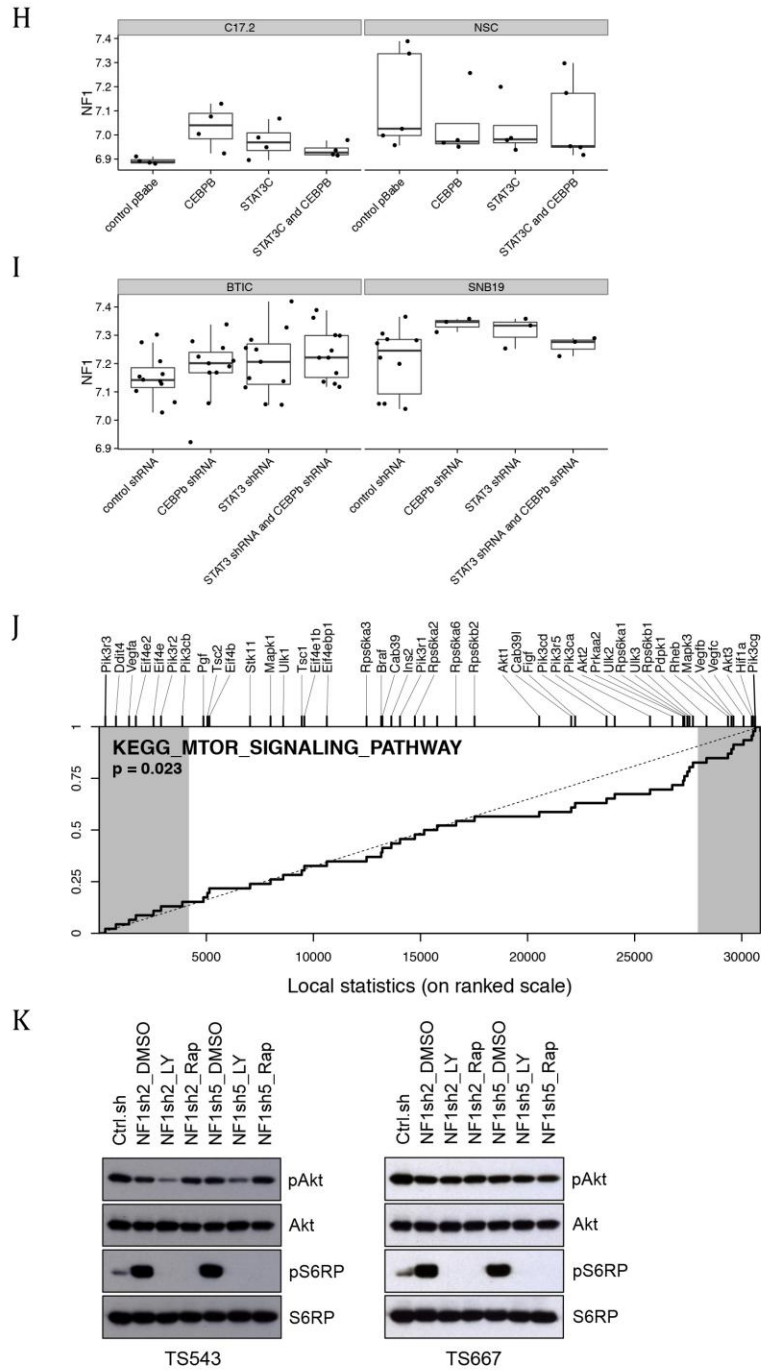 H
C17.2 NSC
NF1
7.4
7.3
7.2
7.1
7.0
6.9
control pBabe CEBPB STAT3C STAT3C and CEBPB control pBabe CEBPB STAT3C STAT3C and CEBPB
I
BTIC SNB19
NF1
7.4
7.3
7.2
7.1
7.0
6.9
control shRNA CEBPb shRNA STAT3 shRNA STAT3 shRNA and CEBPb shRNA control shRNA CEBPb shRNA STAT3 shRNA STAT3 shRNA and CEBPb shRNA
J
Pik3r3 Ddit4 Vegfa Eif4e2 Eif4e Pik3r2 Pik3cb Pgf Tsc2 Eif4b Stk11 Mapk1 Ulk1 Tsc1 Eif4e1b Eif4ebp1 Rps6ka3 Braf Cab39 Ins2 Pik3r1 Rps6ka2 Rps6ka6 Rps6kb2 Akt1 Cab39l Figf Pik3cd Pik3r5 Pik3ca Akt2 Prkaa2 Ulk2 Rps6ka1 Ulk3 Rps6kb1 Pdpk1 Rheb Mapk3 Vegfb Vegfc Akt3 Hif1a Pik3cg
KEGG_MTOR_SIGNALING_PATHWAY
p = 0.023
1
0.75
0.5
0.25
0
5000 10000 15000 20000 25000 30000
Local statistics (on ranked scale)
K
Ctrl.sh NF1sh2_DMSO NF1sh2_LY NF1sh2_Rap NF1sh5_DMSO NF1sh5_LY NF1sh5_Rap
pAkt
Akt
pS6RP
S6RP
TS543
Ctrl.sh NF1sh2_DMSO NF1sh2_LY NF1sh2_Rap NF1sh5_DMSO NF1sh5_LY NF1sh5_Rap
pAkt
Akt
pS6RP
S6RP
TS667